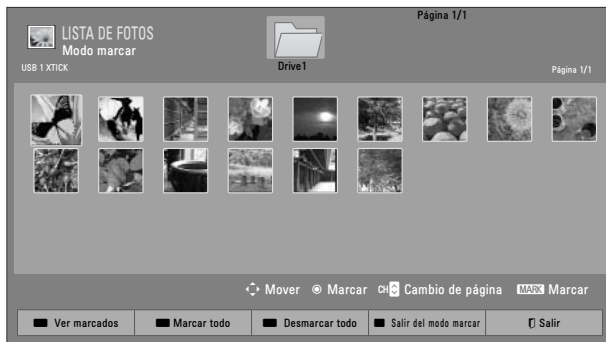 Página 1/1
LISTA DE FOTOS
Modo marcar
USB 1 XTICK
Drive1
Página 1/1
Mover Marcar CH Cambio de página MARK Marcar
Ver marcados Marcar todo Desmarcar todo Salir del modo marcar Salir